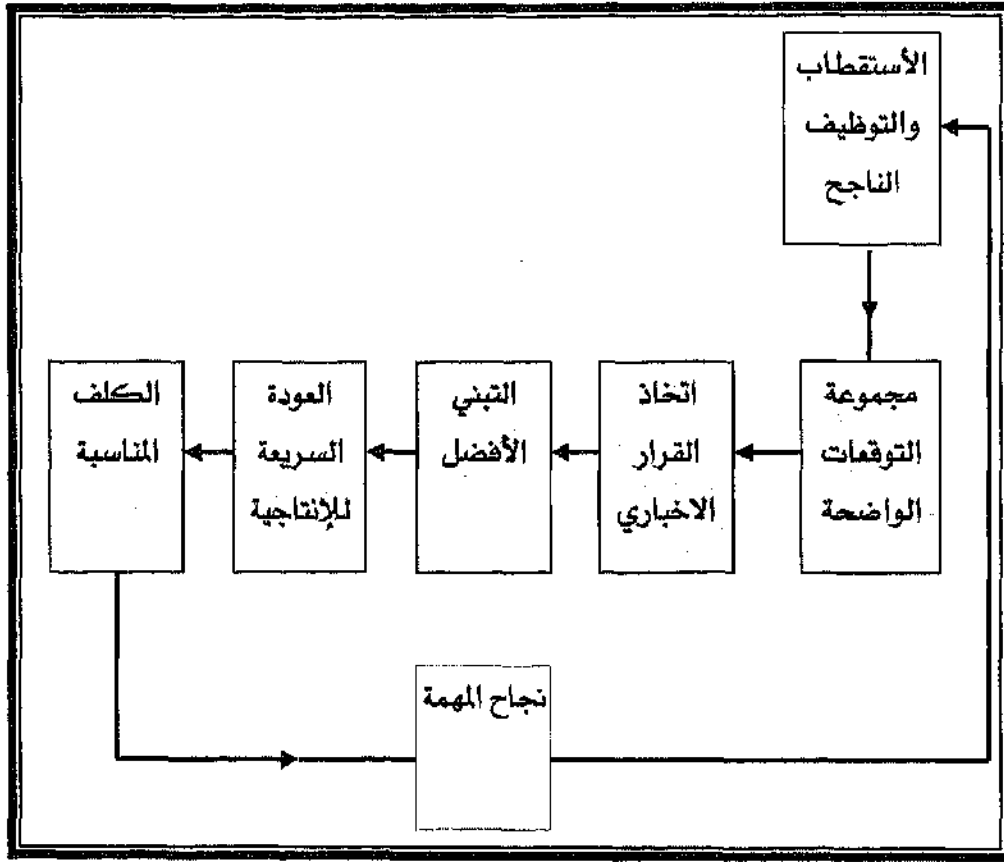 الأستقطاب
والتوظيف
الناجح
مجموعة
التوقعات
الواضحة
اتخاذ
القرار
الاخباري
التبني
الأفضل
العودة
السريعة
للإنتاجية
الكلف
المناسبة
نجاح المهمة